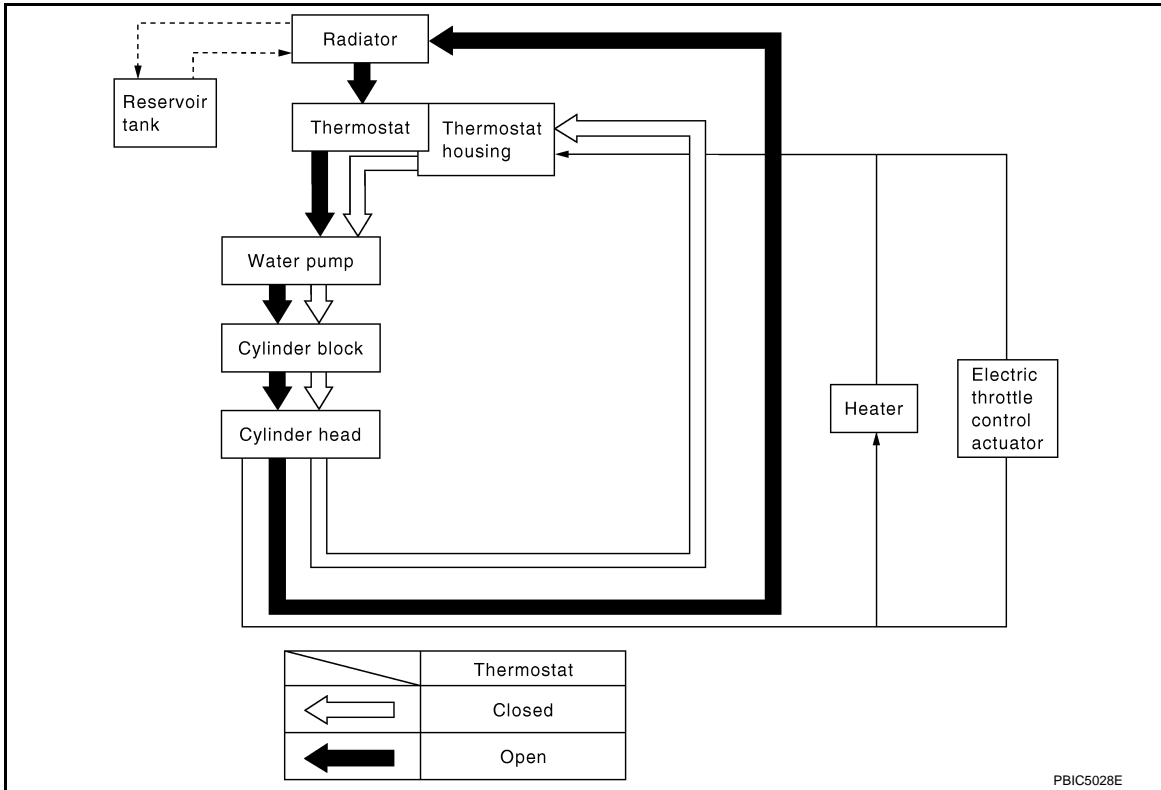 Radiator
Reservoir
tank
Thermostat
Thermostat
housing
Water pump
Cylinder block
Cylinder head
Heater
Electric
throttle
control
actuator
Thermostat
Closed
Open
PBIC5028E